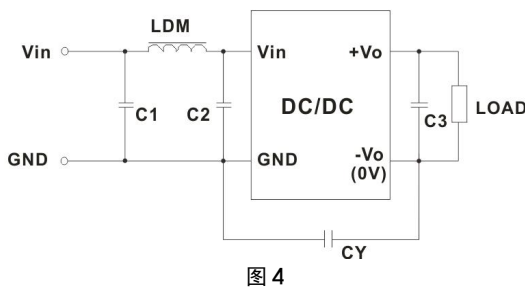 LDM
Vin
Vin
+Vo
C1
C2
DC/DC
C3
LOAD
GND
GND
-Vo
(0V)
CY
图4